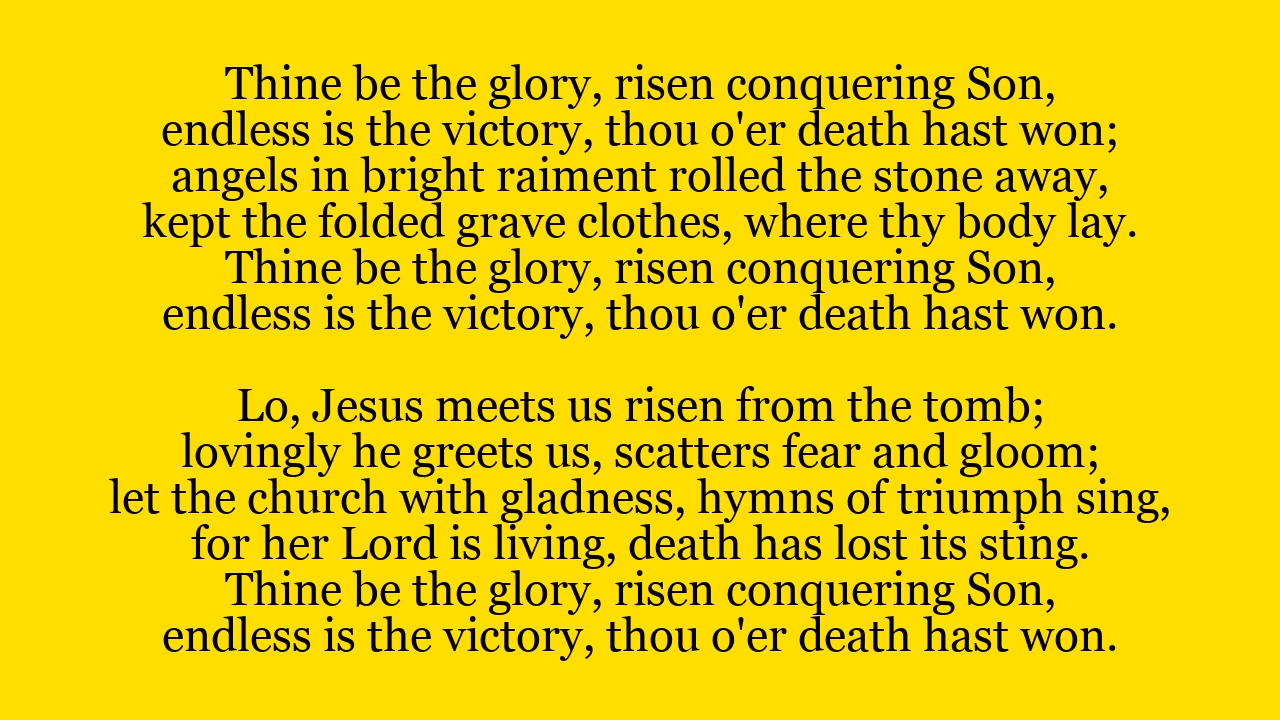 Thine be the glory, risen conquering Son,
endless is the victory, thou o'er death hast won;
angels in bright raiment rolled the stone away,
kept the folded grave clothes, where thy body lay.
Thine be the glory, risen conquering Son,
endless is the victory, thou o'er death hast won.
Lo, Jesus meets us risen from the tomb;
lovingly he greets us, scatters fear and gloom;
let the church with gladness, hymns of triumph sing,
for her Lord is living, death has lost its sting.
Thine be the glory, risen conquering Son,
endless is the victory, thou o'er death hast won.